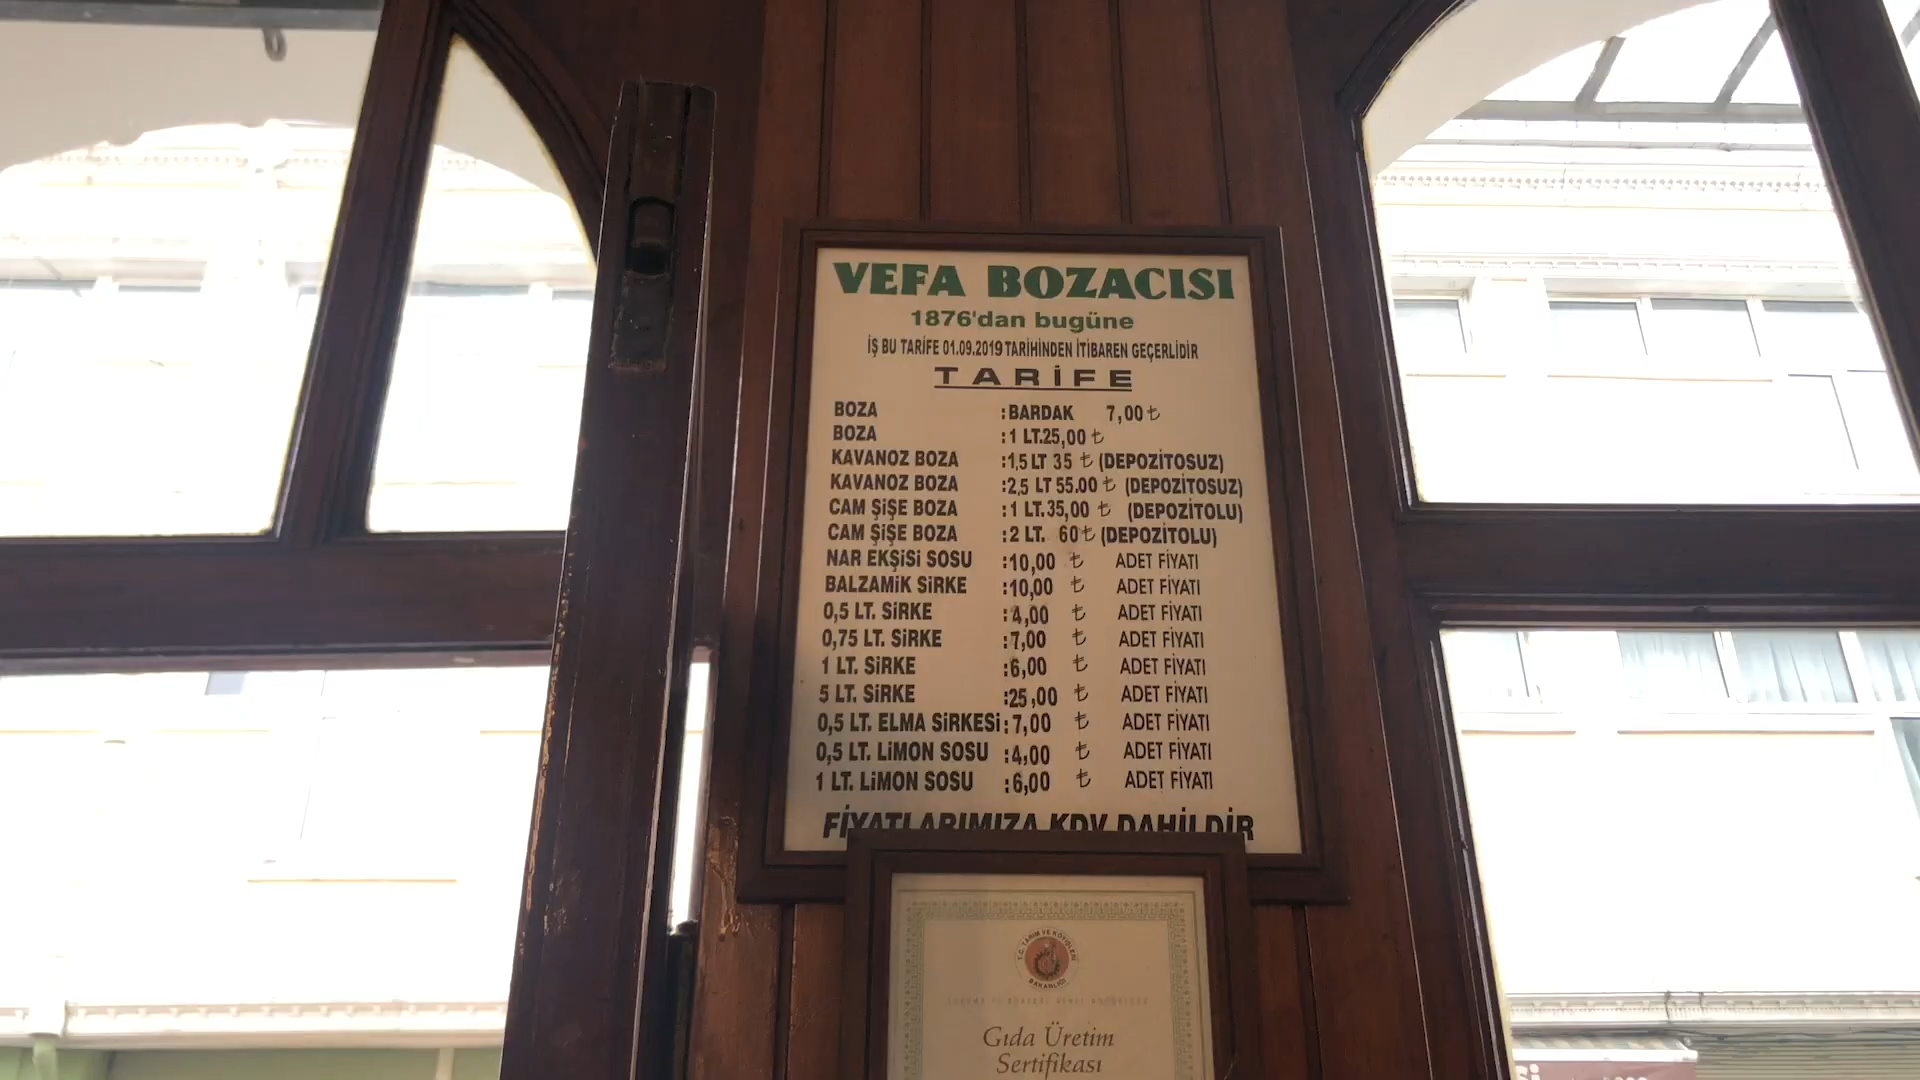 VEFA BOZACISI
1876'dan bugüne
İŞ BU TARİFE 01.09.2019 TARİHİNDEN İTİBAREN GEÇERLİDİR
TARİFE
BOZA :BARDAK 7,00 ₺
BOZA :1 LT.25,00 ₺
KAVANOZ BOZA :1,5 LT 35 ₺ (DEPOZİTOSUZ)
KAVANOZ BOZA :2,5 LT 55.00 ₺ (DEPOZİTOSUZ)
CAM ŞİŞE BOZA :1 LT.35,00 ₺ (DEPOZİTOLU)
CAM ŞİŞE BOZA :2 LT. 60 ₺ (DEPOZİTOLU)
NAR EKŞİSİ SOSU :10,00 ₺ ADET FİYATI
BALZAMİK SİRKE :10,00 ₺ ADET FİYATI
0,5 LT. SİRKE :4,00 ₺ ADET FİYATI
0,75 LT. SİRKE :7,00 ₺ ADET FİYATI
1 LT. SİRKE :6,00 ₺ ADET FİYATI
5 LT. SİRKE :25,00 ₺ ADET FİYATI
0,5 LT. ELMA SİRKESİ :7,00 ₺ ADET FİYATI
0,5 LT. LİMON SOSU :4,00 ₺ ADET FİYATI
1 LT. LİMON SOSU :6,00 ₺ ADET FİYATI
FİYATLARIMIZA KDV DAHİLDİR
T.C. TARIM VE KÖYİŞLERİ BAKANLIĞI
Gıda Üretim
Sertifikası